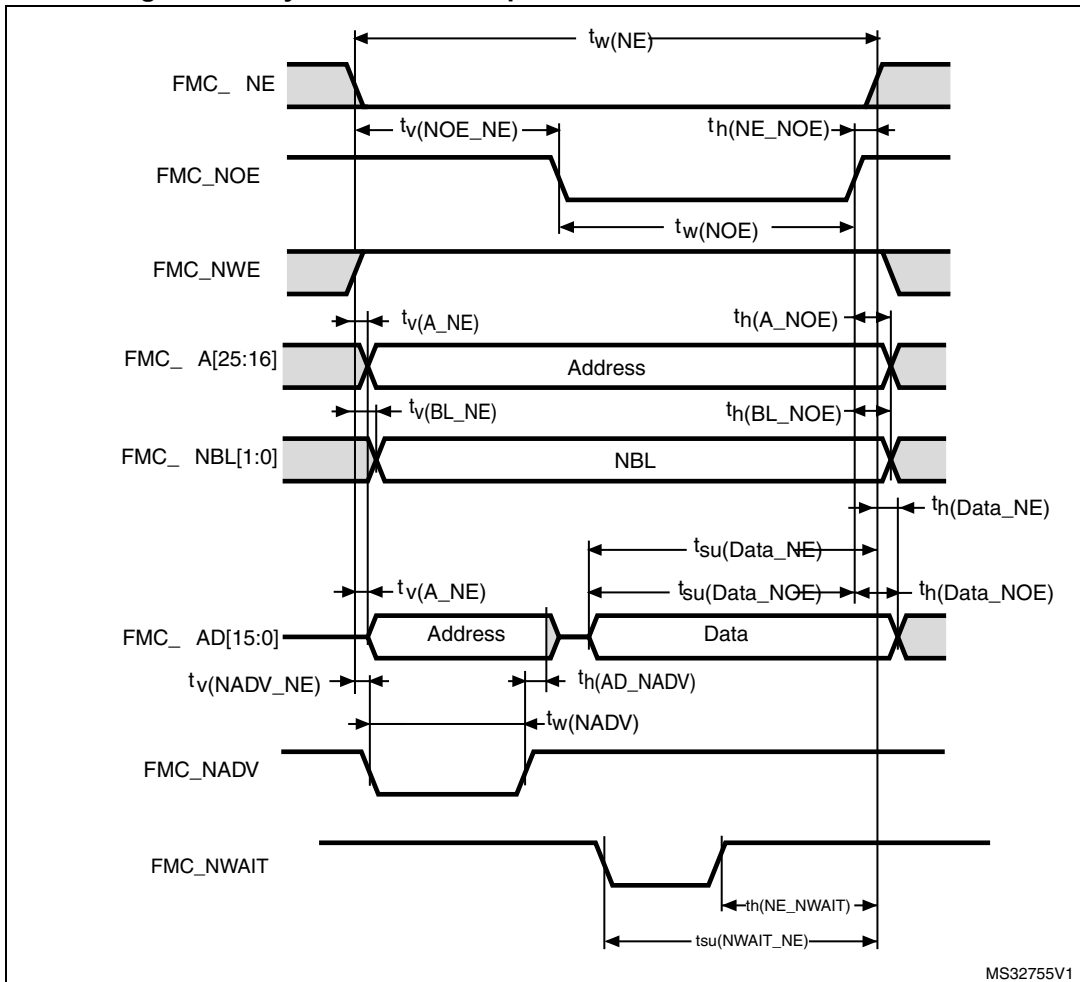 tw(NE)
FMC_ NE
tv(NOE_NE)
th(NE_NOE)
FMC_NOE
tw(NOE)
FMC_NWE
tv(A_NE)
th(A_NOE)
FMC_ A[25:16]
Address
tv(BL_NE)
th(BL_NOE)
FMC_ NBL[1:0]
NBL
th(Data_NE)
tsu(Data_NE)
tv(A_NE)
tsu(Data_NOE)
th(Data_NOE)
FMC_ AD[15:0]
Address
Data
tv(NADV_NE)
th(AD_NADV)
tw(NADV)
FMC_NADV
FMC_NWAIT
th(NE_NWAIT)
tsu(NWAIT_NE)
MS32755V1